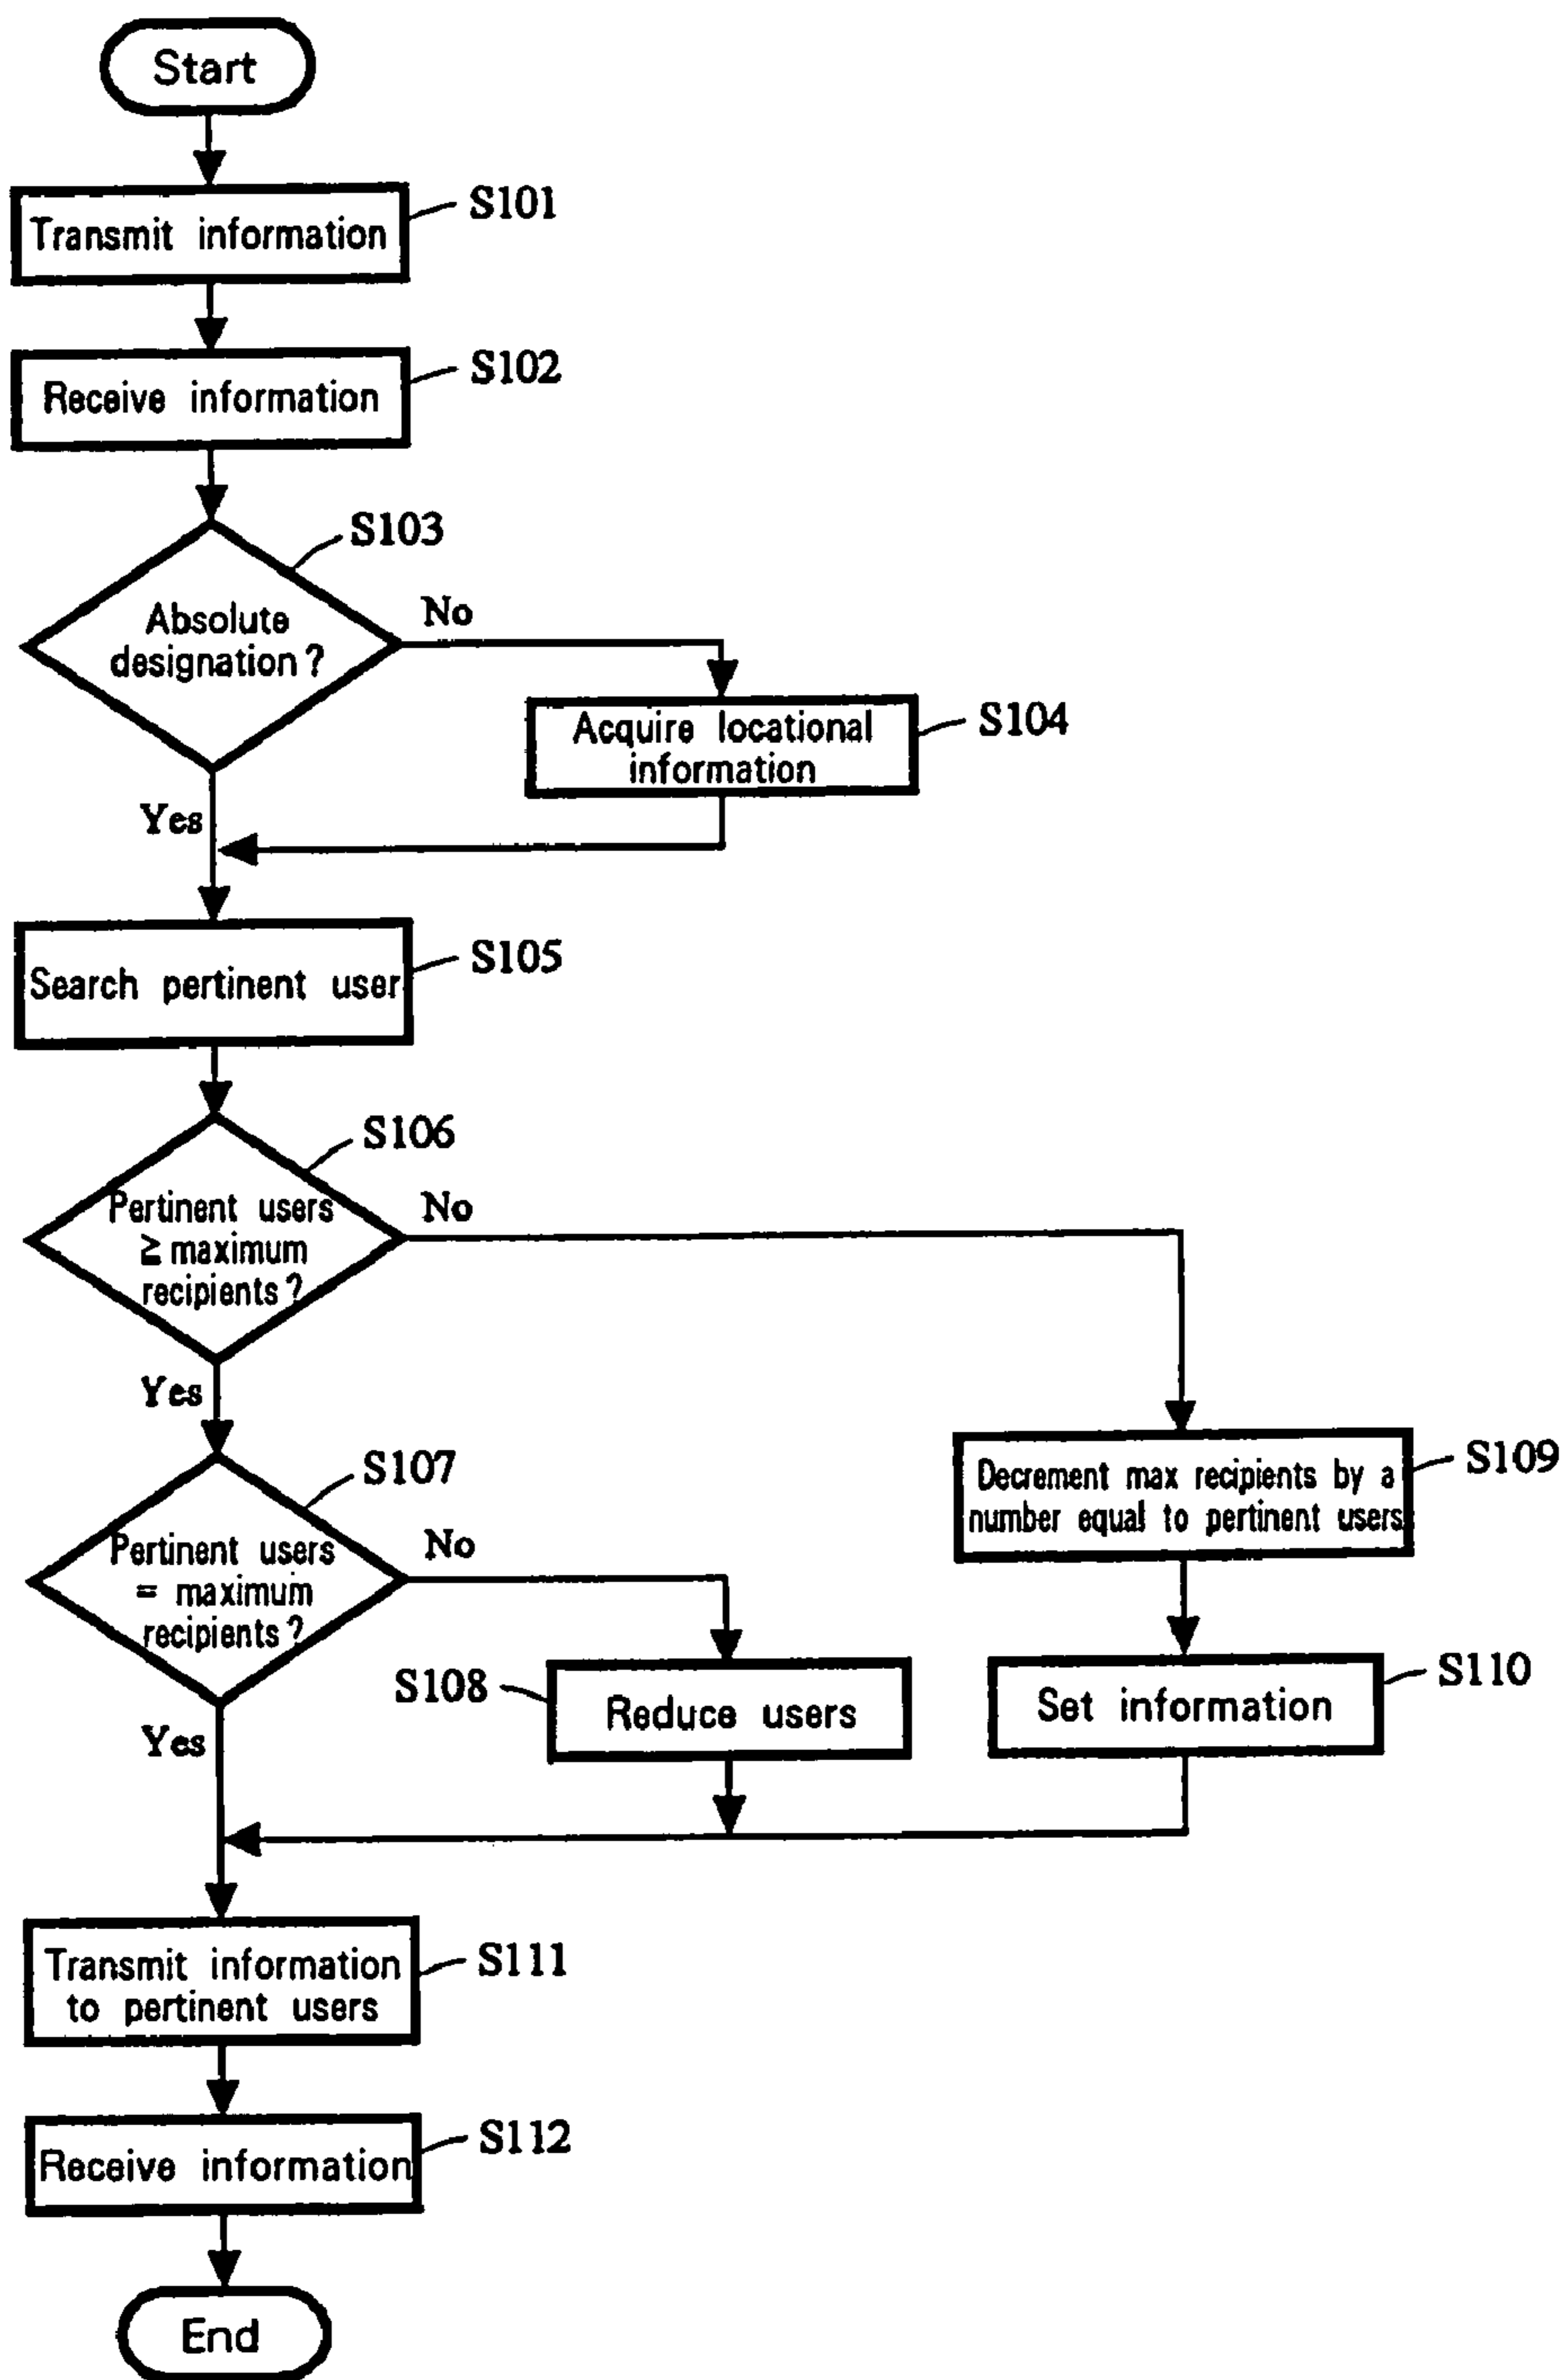 Start
Transmit information
S101
Receive information
S102
S103
Absolute
designation?
No
Acquire locational
information
S104
Yes
Search pertinent user
S105
S106
Pertinent users
≧ maximum
recipients?
No
Yes
S107
Pertinent users
= maximum
recipients?
No
Decrement max recipients by a
number equal to pertinent users
S109
S108
Reduce users
Set information
S110
Yes
Transmit information
to pertinent users
S111
Receive information
S112
End